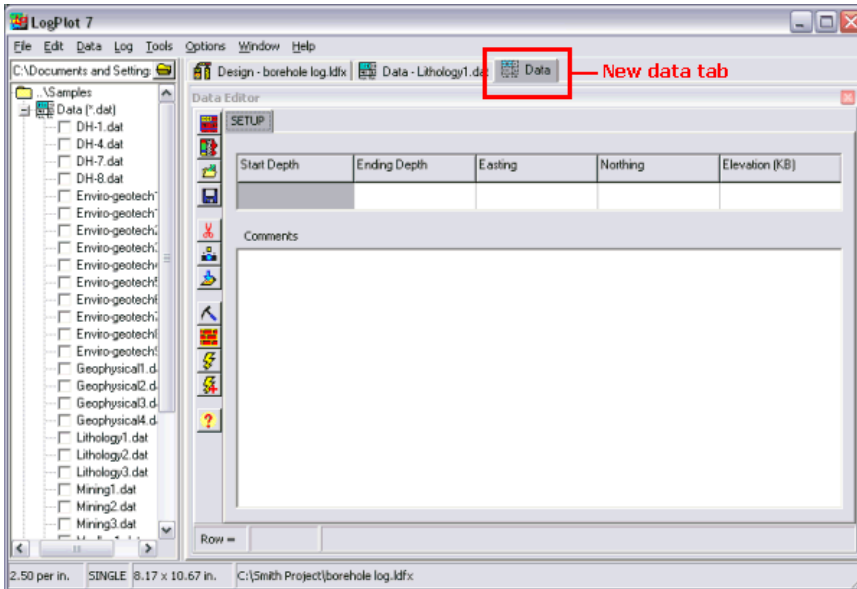 LogPlot 7
File Edit Data Log Tools Options Window Help
C:\Documents and Setting:
Design - borehole log.ldfx
Data - Lithology1.dat
Data
New data tab
..\Samples
Data (*.dat)
DH-1.dat
DH-4.dat
DH-7.dat
DH-8.dat
Enviro-geotech
Enviro-geotech
Enviro-geotech
Enviro-geotech
Enviro-geotech
Enviro-geotech
Enviro-geotech
Enviro-geotech
Enviro-geotech
Enviro-geotech
Geophysical1.d
Geophysical2.d
Geophysical3.d
Geophysical4.d
Lithology1.dat
Lithology2.dat
Lithology3.dat
Mining1.dat
Mining2.dat
Mining3.dat
Data Editor
SETUP
Start Depth Ending Depth Easting Northing Elevation (KB)
Comments
Row =
2.50 per in. SINGLE 8.17 x 10.67 in. C:\Smith Project\borehole log.ldfx